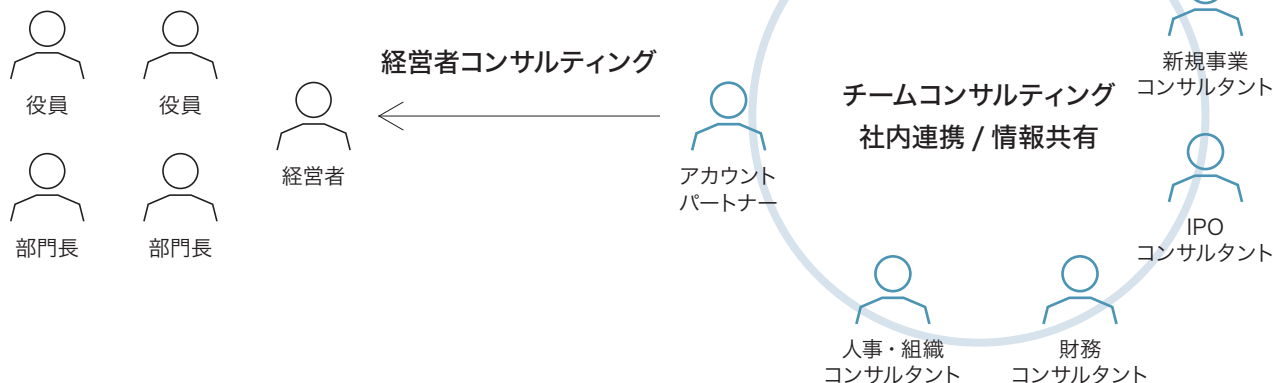 役員
役員
部門長
部門長
経営者
経営者コンサルティング
アカウント
パートナー
チームコンサルティング
社内連携 / 情報共有
新規事業
コンサルタント
IPO
コンサルタント
人事・組織
コンサルタント
財務
コンサルタント